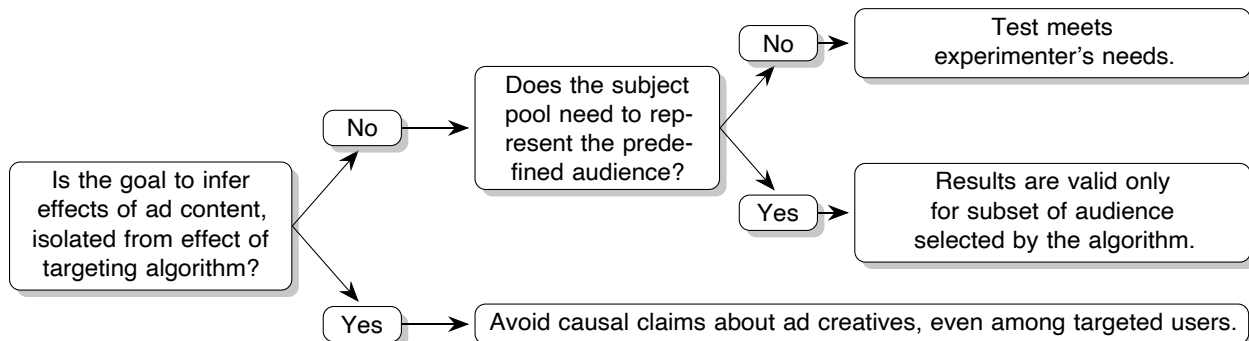 Is the goal to infer
effects of ad content,
isolated from effect of
targeting algorithm?
No
Does the subject
pool need to rep-
resent the prede-
fined audience?
No
Test meets
experimenter's needs.
Yes
Results are valid only
for subset of audience
selected by the algorithm.
Yes
Avoid causal claims about ad creatives, even among targeted users.